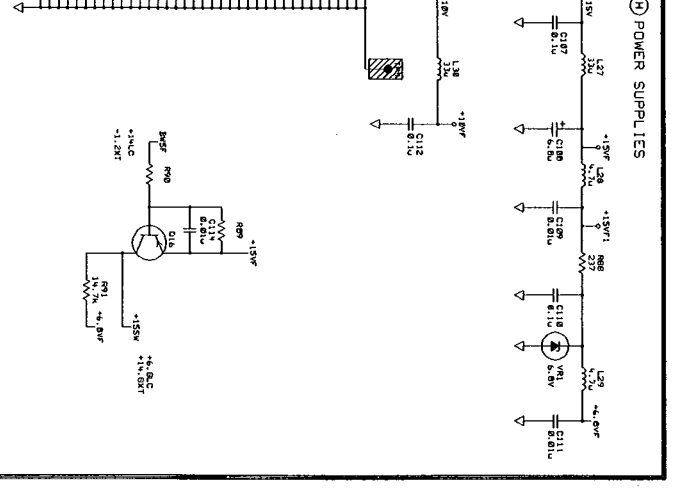 H POWER SUPPLIES
15V
C107
0.1u
L27
33u
C108
6.8u
+
+15VF
L28
4.7u
C109
0.01u
+15VF1
R88
237
C110
0.1u
VR1
6.8V
L29
4.7u
C111
0.01u
+6.8VF
10V
L30
33u
C112
0.1u
+10VF
BWSF
R90
+14LC
-1.2XT
Q16
C114
0.01u
R89
+15VF
R91
14.7K
+6.8VF
+15SW
+6.8LC
+14.8XT